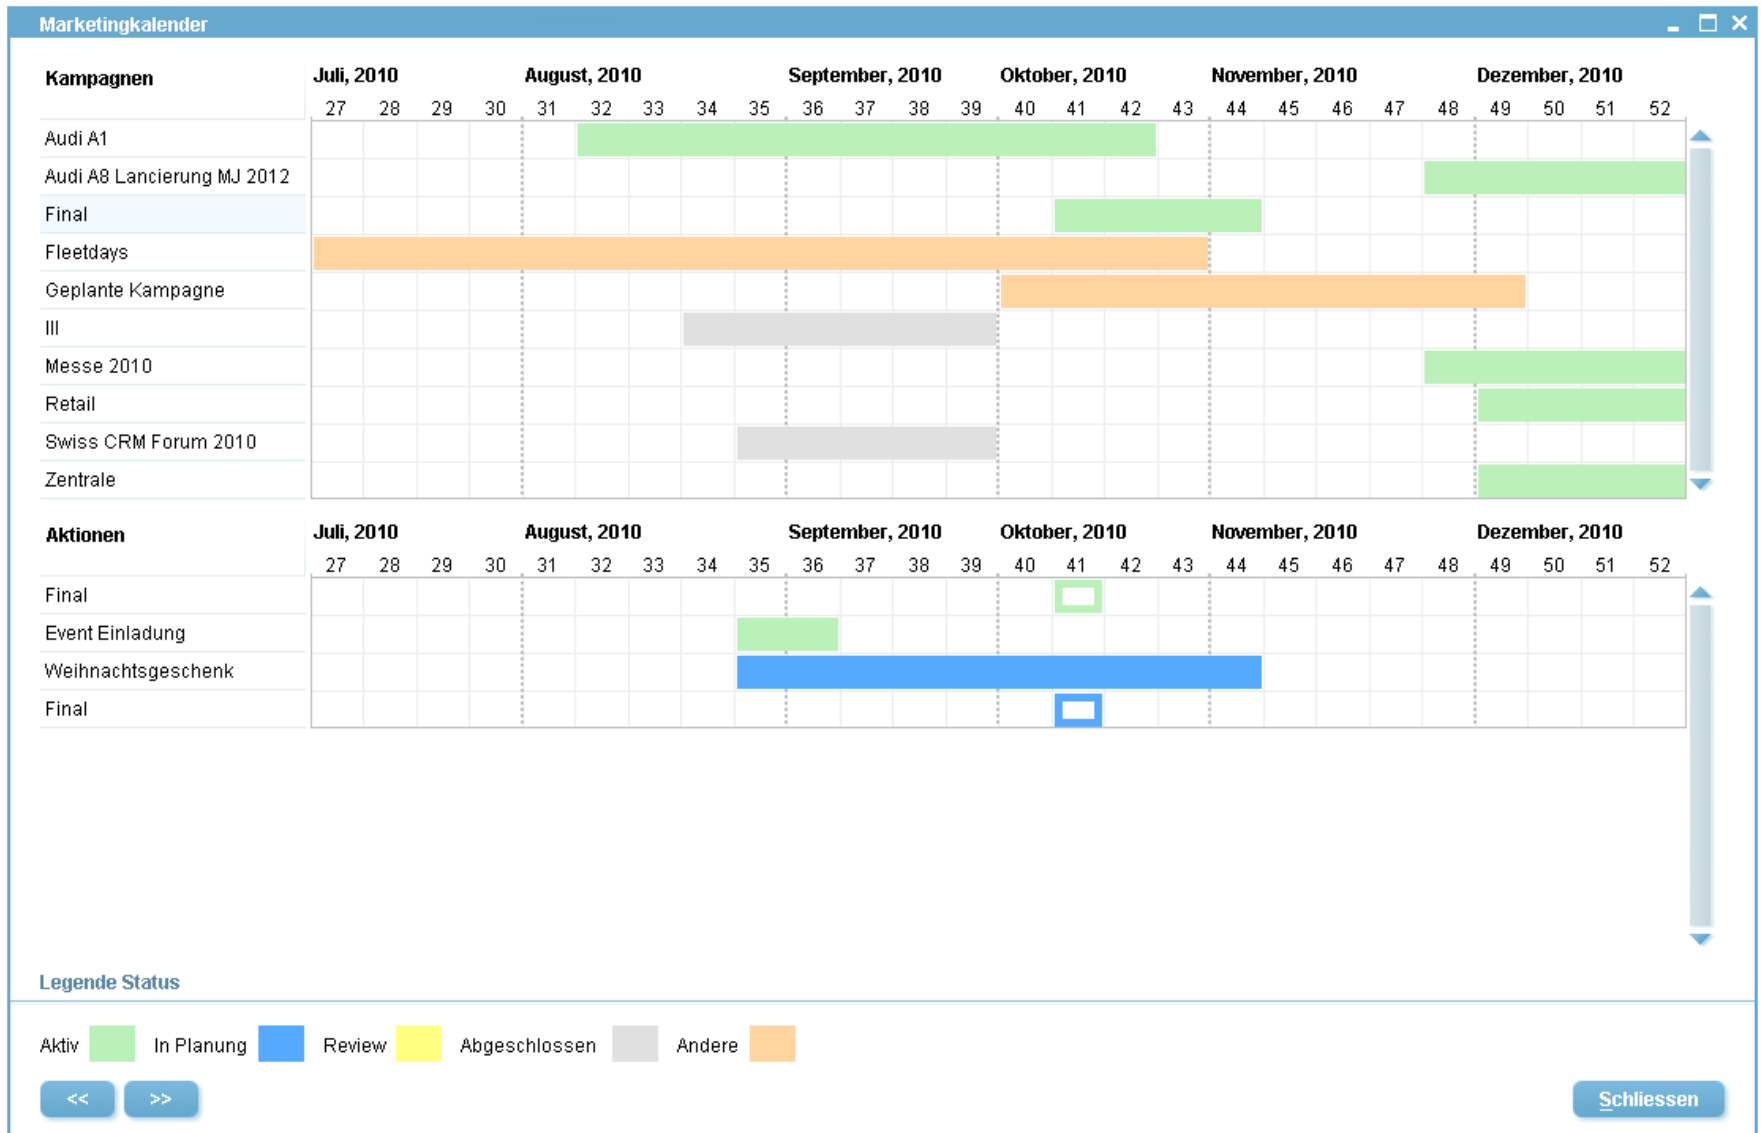 Marketingkalender
Kampagnen Juli, 2010 August, 2010 September, 2010 Oktober, 2010 November, 2010 Dezember, 2010
27 28 29 30 31 32 33 34 35 36 37 38 39 40 41 42 43 44 45 46 47 48 49 50 51 52
Audi A1
Audi A8 Lancierung MJ 2012
Final
Fleetdays
Geplante Kampagne
III
Messe 2010
Retail
Swiss CRM Forum 2010
Zentrale
Aktionen Juli, 2010 August, 2010 September, 2010 Oktober, 2010 November, 2010 Dezember, 2010
27 28 29 30 31 32 33 34 35 36 37 38 39 40 41 42 43 44 45 46 47 48 49 50 51 52
Final
Event Einladung
Weihnachtsgeschenk
Final
Legende Status
Aktiv In Planung Review Abgeschlossen Andere
<< >> Schliessen